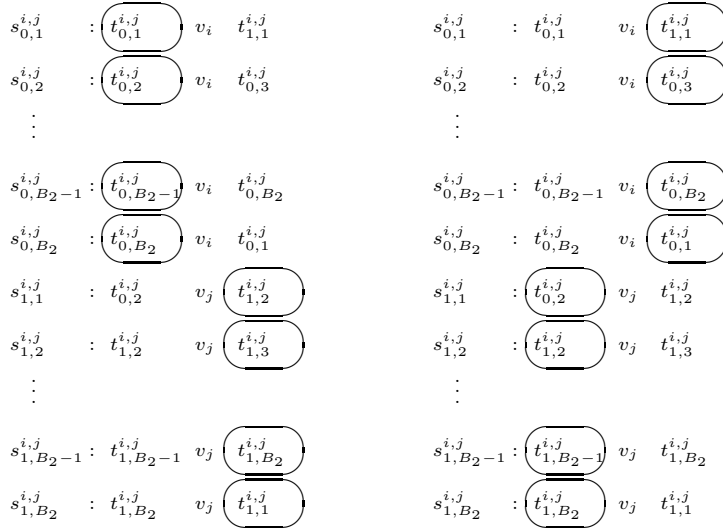 s_{0,1}^{i,j} : t_{0,1}^{i,j} v_i t_{1,1}^{i,j} s_{0,1}^{i,j} : t_{0,1}^{i,j} v_i t_{1,1}^{i,j}
s_{0,2}^{i,j} : t_{0,2}^{i,j} v_i t_{0,3}^{i,j} s_{0,2}^{i,j} : t_{0,2}^{i,j} v_i t_{0,3}^{i,j}
⋮ ⋮
s_{0,B_2-1}^{i,j} : t_{0,B_2-1}^{i,j} v_i t_{0,B_2}^{i,j} s_{0,B_2-1}^{i,j} : t_{0,B_2-1}^{i,j} v_i t_{0,B_2}^{i,j}
s_{0,B_2}^{i,j} : t_{0,B_2}^{i,j} v_i t_{0,1}^{i,j} s_{0,B_2}^{i,j} : t_{0,B_2}^{i,j} v_i t_{0,1}^{i,j}
s_{1,1}^{i,j} : t_{0,2}^{i,j} v_j t_{1,2}^{i,j} s_{1,1}^{i,j} : t_{0,2}^{i,j} v_j t_{1,2}^{i,j}
s_{1,2}^{i,j} : t_{1,2}^{i,j} v_j t_{1,3}^{i,j} s_{1,2}^{i,j} : t_{1,2}^{i,j} v_j t_{1,3}^{i,j}
⋮ ⋮
s_{1,B_2-1}^{i,j} : t_{1,B_2-1}^{i,j} v_j t_{1,B_2}^{i,j} s_{1,B_2-1}^{i,j} : t_{1,B_2-1}^{i,j} v_j t_{1,B_2}^{i,j}
s_{1,B_2}^{i,j} : t_{1,B_2}^{i,j} v_j t_{1,1}^{i,j} s_{1,B_2}^{i,j} : t_{1,B_2}^{i,j} v_j t_{1,1}^{i,j}